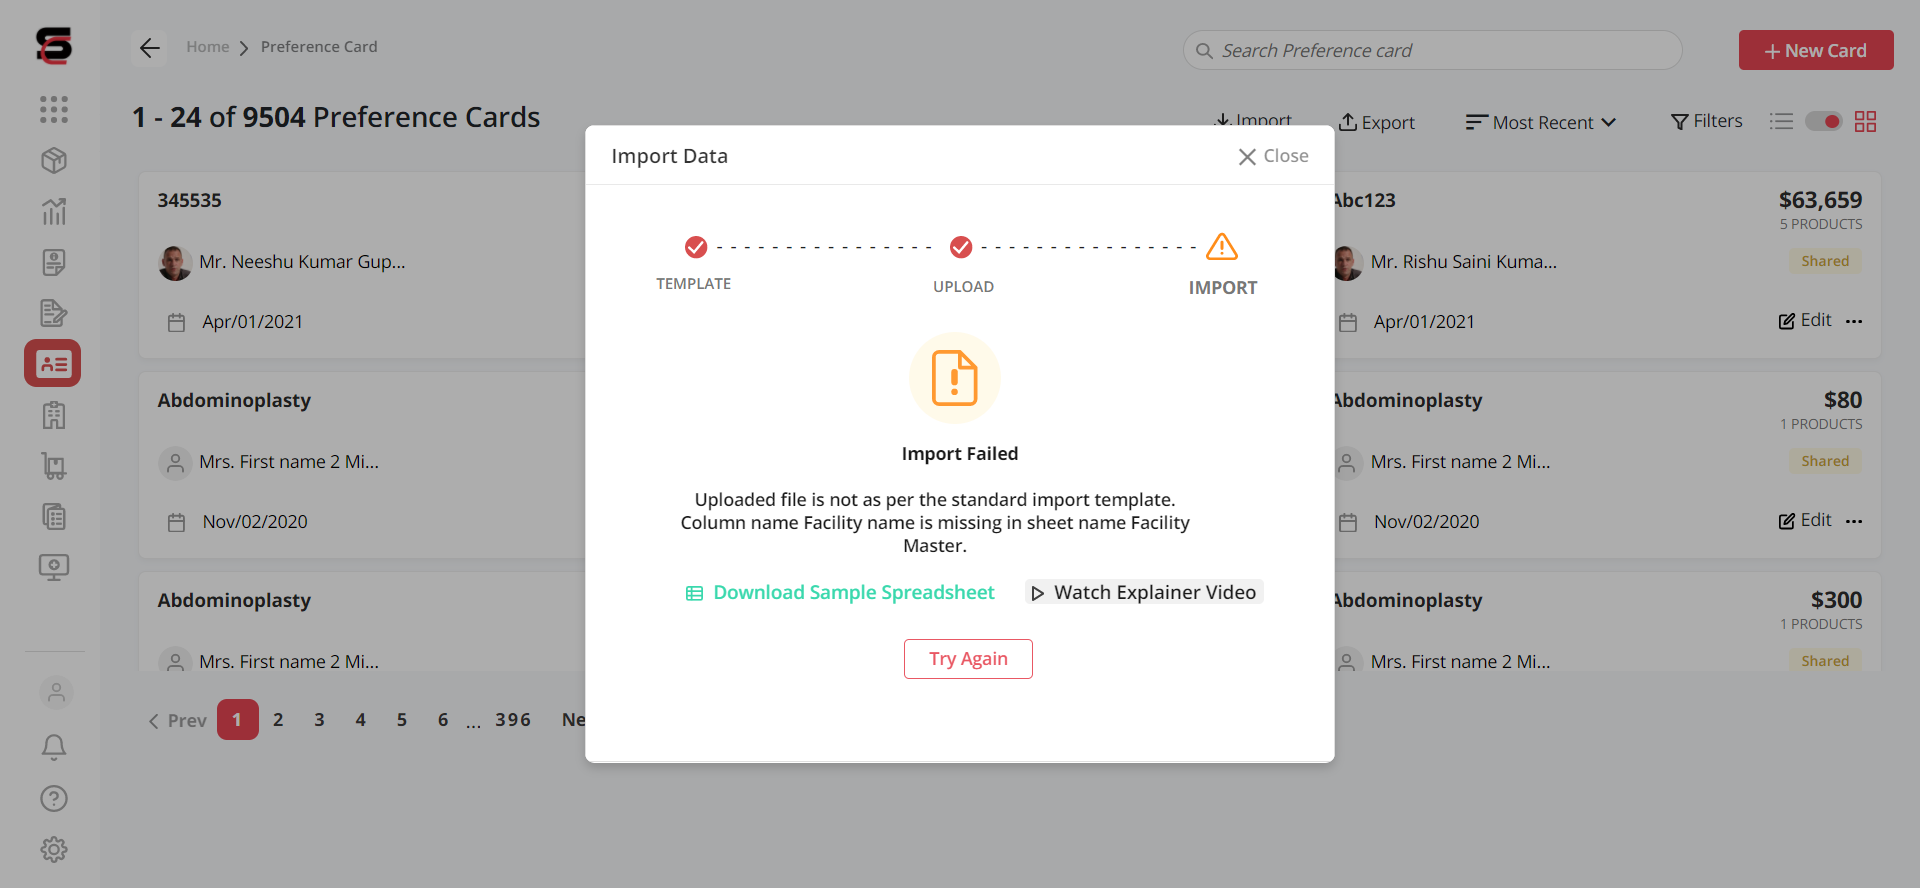 Home > Preference Card
Search Preference card
+ New Card
1 - 24 of 9504 Preference Cards
Import
Export
Most Recent
Filters
345535
Mr. Neeshu Kumar Gup...
Apr/01/2021
Abdominoplasty
Mrs. First name 2 Mi...
Nov/02/2020
Abdominoplasty
Mrs. First name 2 Mi...
Import Data
Close
TEMPLATE
UPLOAD
IMPORT
Import Failed
Uploaded file is not as per the standard import template.
Column name Facility name is missing in sheet name Facility
Master.
Download Sample Spreadsheet
Watch Explainer Video
Try Again
Abc123
$63,659
5 PRODUCTS
Mr. Rishu Saini Kuma...
Shared
Apr/01/2021
Edit ...
Abdominoplasty
$80
1 PRODUCTS
Mrs. First name 2 Mi...
Shared
Nov/02/2020
Edit ...
Abdominoplasty
$300
1 PRODUCTS
Mrs. First name 2 Mi...
Shared
< Prev 1 2 3 4 5 6 ... 396 Ne